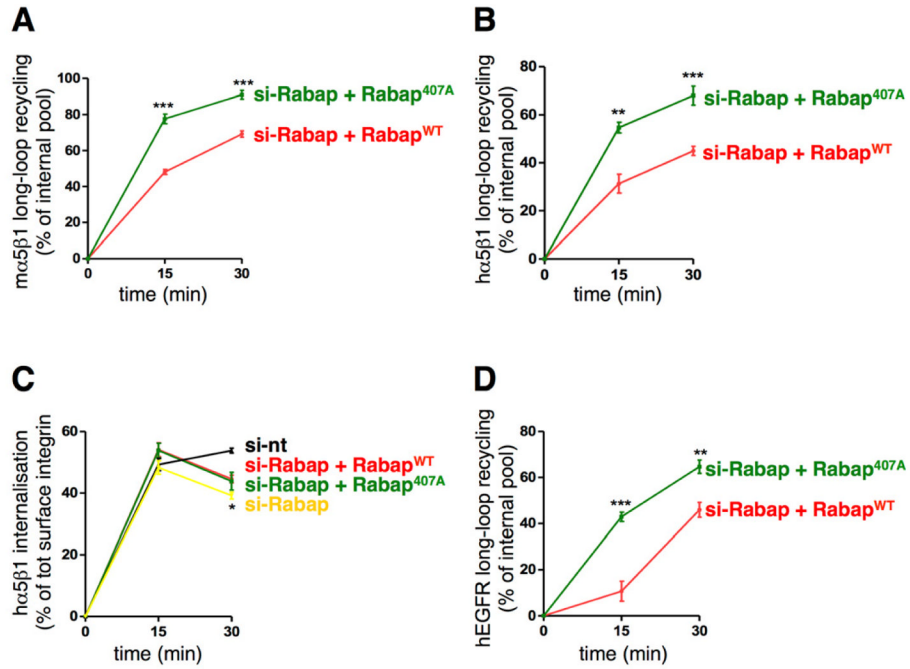 A
mα5β1 long-loop recycling
(% of internal pool)
100
80
60
40
20
0
0
15
30
time (min)
***
***
si-Rabap + Rabap407A
si-Rabap + RabapWT
B
hα5β1 long-loop recycling
(% of internal pool)
80
60
40
20
0
0
15
30
time (min)
**
***
si-Rabap + Rabap407A
si-Rabap + RabapWT
C
hα5β1 internalisation
(% of tot surface integrin)
60
40
20
0
0
15
30
time (min)
si-nt
si-Rabap + RabapWT
si-Rabap + Rabap407A
si-Rabap
*
D
hEGFR long-loop recycling
(% of internal pool)
80
60
40
20
0
0
15
30
time (min)
***
**
si-Rabap + Rabap407A
si-Rabap + RabapWT